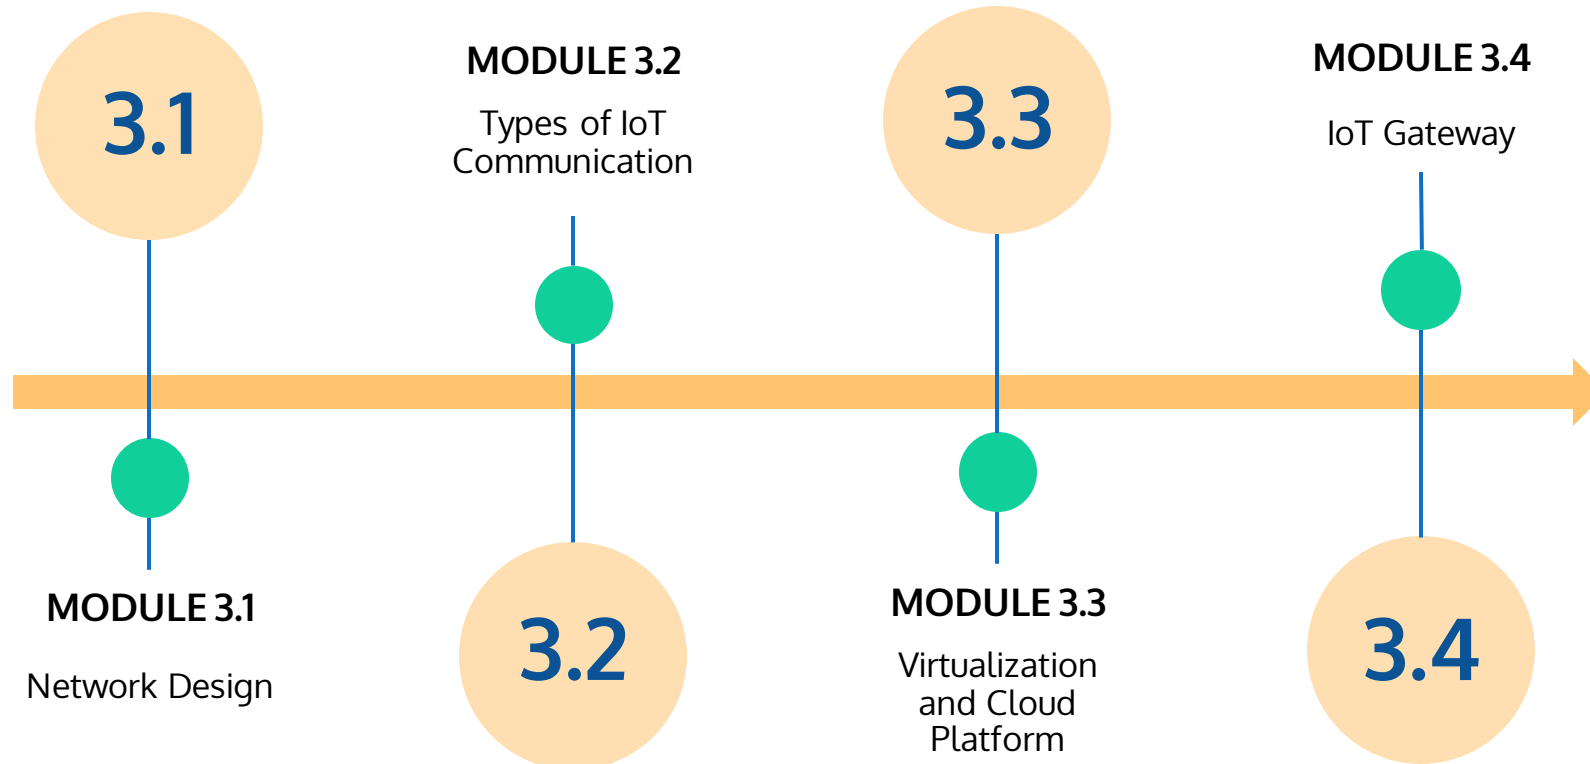 3.1
MODULE 3.1
Network Design
MODULE 3.2
Types of IoT
Communication
3.2
3.3
MODULE 3.3
Virtualization
and Cloud
Platform
MODULE 3.4
IoT Gateway
3.4